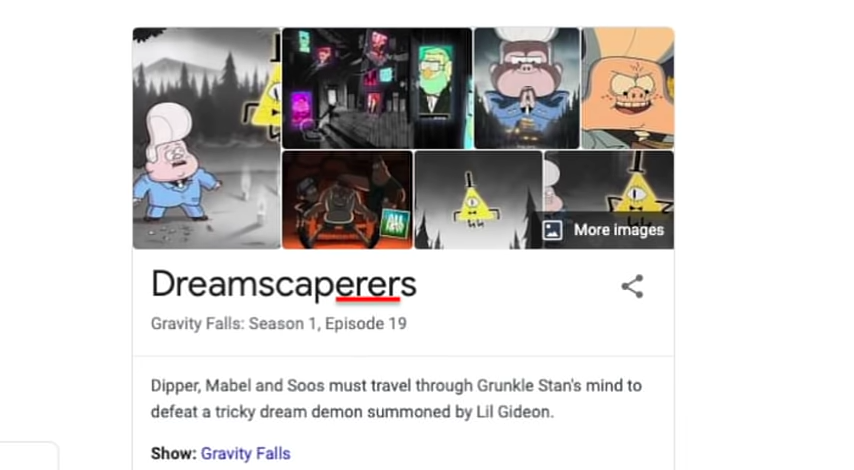 More images
Dreamscaperers
Gravity Falls: Season 1, Episode 19
Dipper, Mabel and Soos must travel through Grunkle Stan's mind to
defeat a tricky dream demon summoned by Lil Gideon.
Show: Gravity Falls